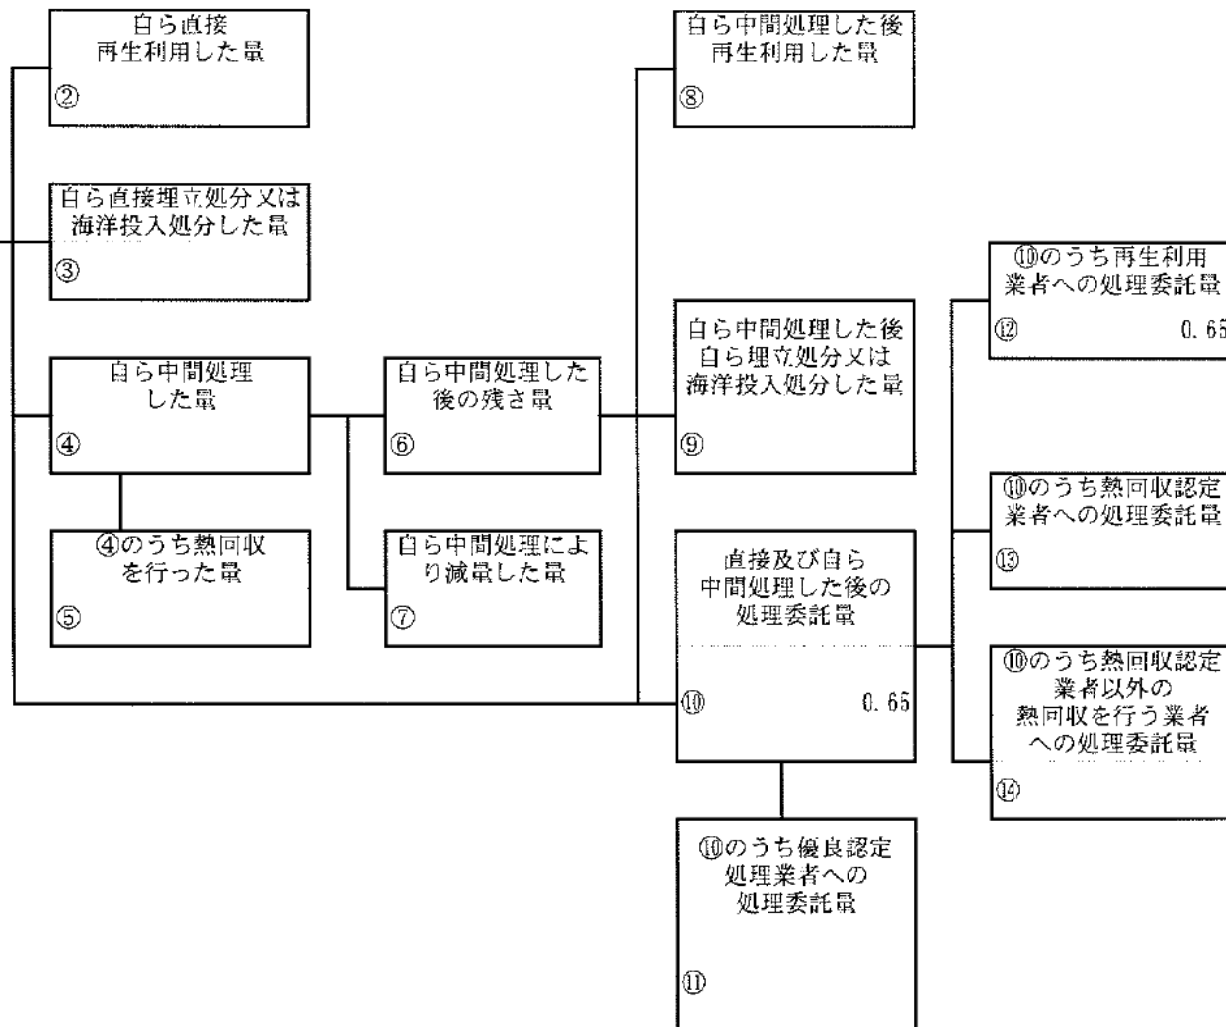 自ら直接
再生利用した量
②
自ら直接埋立処分又は
海洋投入処分した量
③
自ら中間処理
した量
④
④のうち熱回収
を行った量
⑤
自ら中間処理した
後の残さ量
⑥
自ら中間処理によ
り減量した量
⑦
自ら中間処理した後
再生利用した量
⑧
自ら中間処理した後
自ら埋立処分又は
海洋投入処分した量
⑨
直接及び自ら
中間処理した後の
処理委託量
⑩ 0.65
⑩のうち優良認定
処理業者への
処理委託量
⑪
⑩のうち再生利用
業者への処理委託量
⑫ 0.65
⑩のうち熱回収認定
業者への処理委託量
⑬
⑩のうち熱回収認定
業者以外の
熱回収を行う業者
への処理委託量
⑭